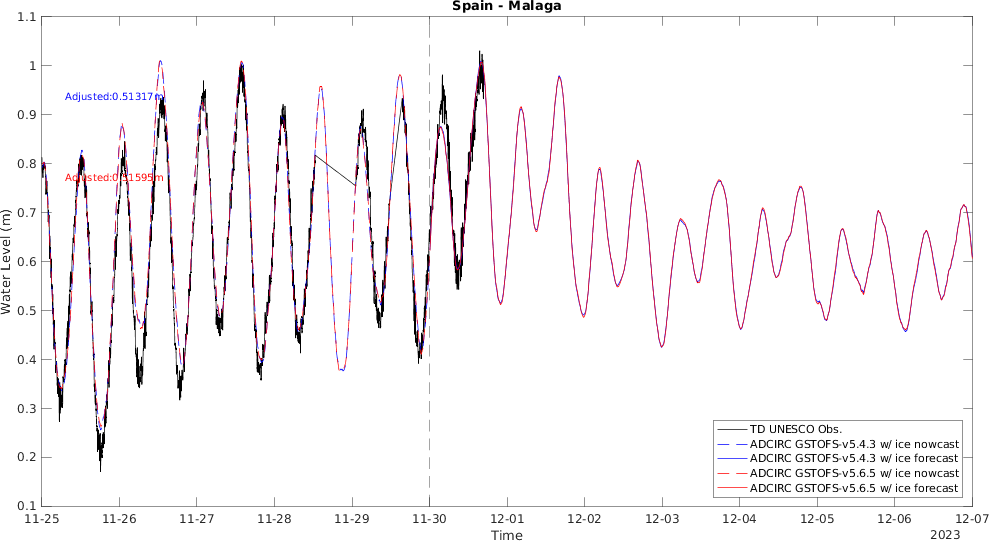 Spain - Malaga
1.1
1
0.9
0.8
0.7
0.6
0.5
0.4
0.3
0.2
0.1
Water Level (m)
Adjusted:0.51317m
Adjusted:0.51595m
TD UNESCO Obs.
ADCIRC GSTOFS-v5.4.3 w/ ice nowcast
ADCIRC GSTOFS-v5.4.3 w/ ice forecast
ADCIRC GSTOFS-v5.6.5 w/ ice nowcast
ADCIRC GSTOFS-v5.6.5 w/ ice forecast
11-25 11-26 11-27 11-28 11-29 11-30 12-01 12-02 12-03 12-04 12-05 12-06 12-07
Time
2023